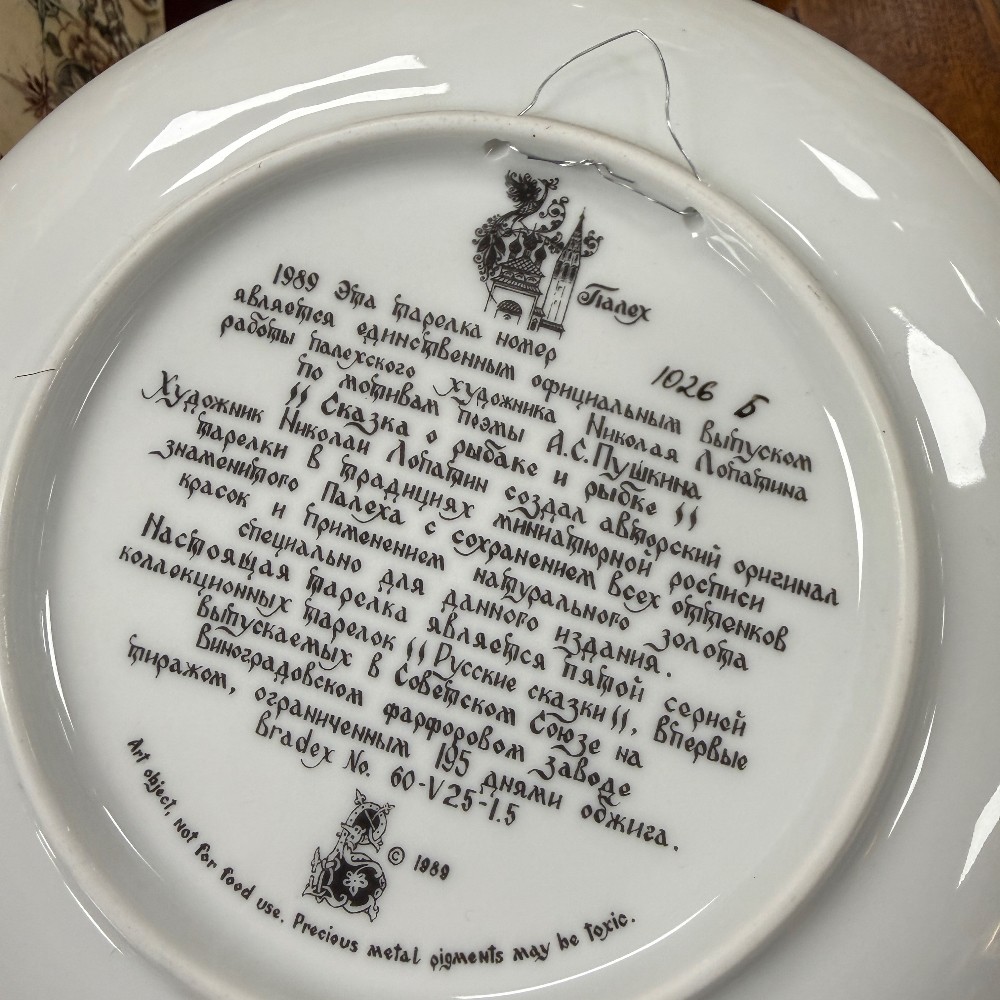 Палех
1989 Эта тарелка номер 1026 Б
является единственным официальным выпуском
работы палехского художника Николая Лопатина
по мотивам поэмы А.С.Пушкина
"Сказка о рыбаке и рыбке"
Художник Николаи Лопатин создал авторский оригинал
тарелки в традициях миниатюрной росписи
знаменитого Палеха с сохранением всех оттенков
красок и применением натурального золота
специально для данного издания.
Настоящая тарелка является пятой серией
коллекционных тарелок "Русские сказки", впервые
выпускаемых в Советском Союзе на
Виноградовском фарфоровом заводе
тиражом, ограниченным 195 днями обжига.
Bradex No. 60-V25-1.5
© 1989
Art object, Not for food use. Precious metal pigments may be toxic.